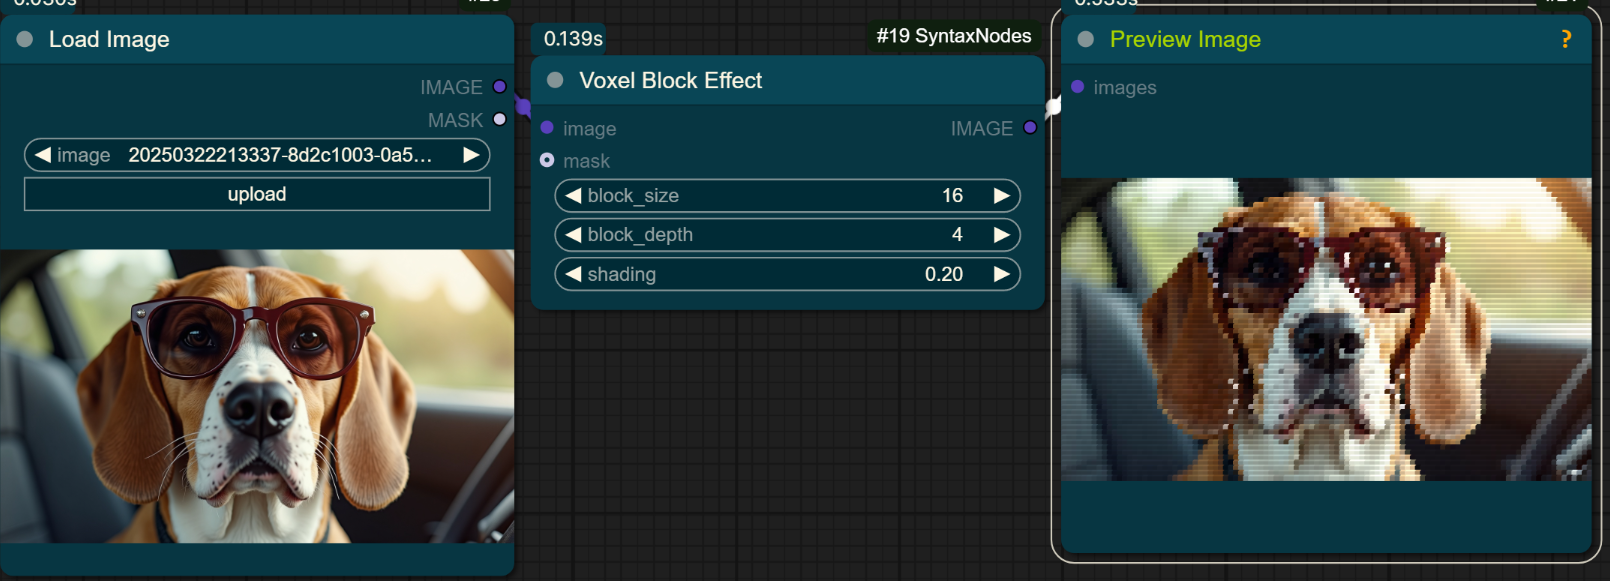 Load Image
IMAGE
MASK
image 20250322213337-8d2c1003-0a5...
upload
0.139s
#19 SyntaxNodes
Voxel Block Effect
image IMAGE
mask
block_size 16
block_depth 4
shading 0.20
Preview Image ?
images